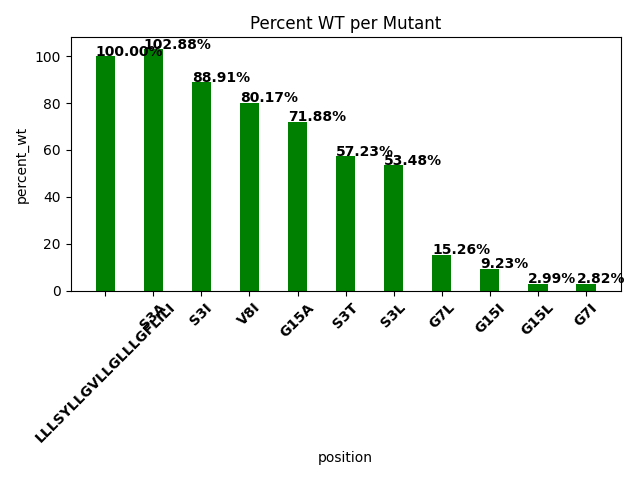 Percent WT per Mutant
percent_wt
100
80
60
40
20
0
100.00%
102.88%
88.91%
80.17%
71.88%
57.23%
53.48%
15.26%
9.23%
2.99%
2.82%
LLLSYLLGVLLGLLLGFLILI
S3A
S3I
V8I
G15A
S3T
S3L
G7L
G15I
G15L
G7I
position